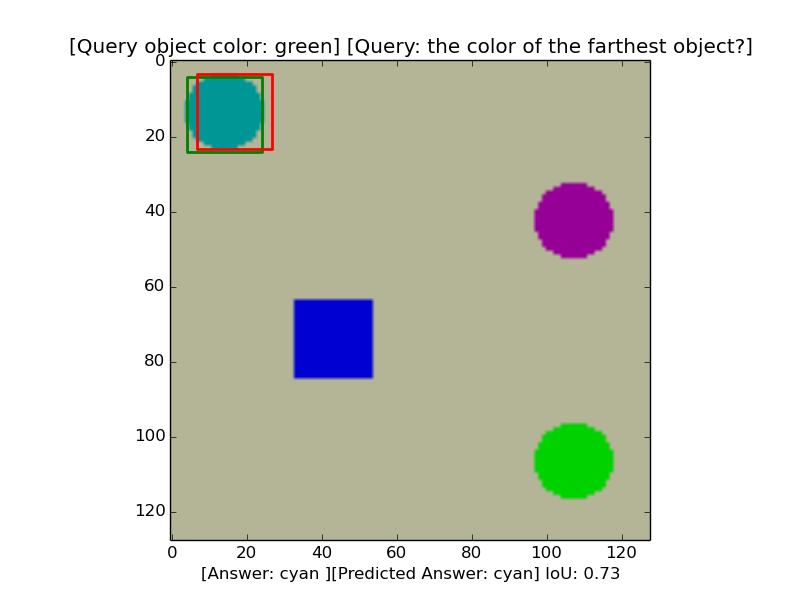 [Query object color: green] [Query: the color of the farthest object?]
0
20
40
60
80
100
120
0 20 40 60 80 100 120
[Answer: cyan ][Predicted Answer: cyan] IoU: 0.73